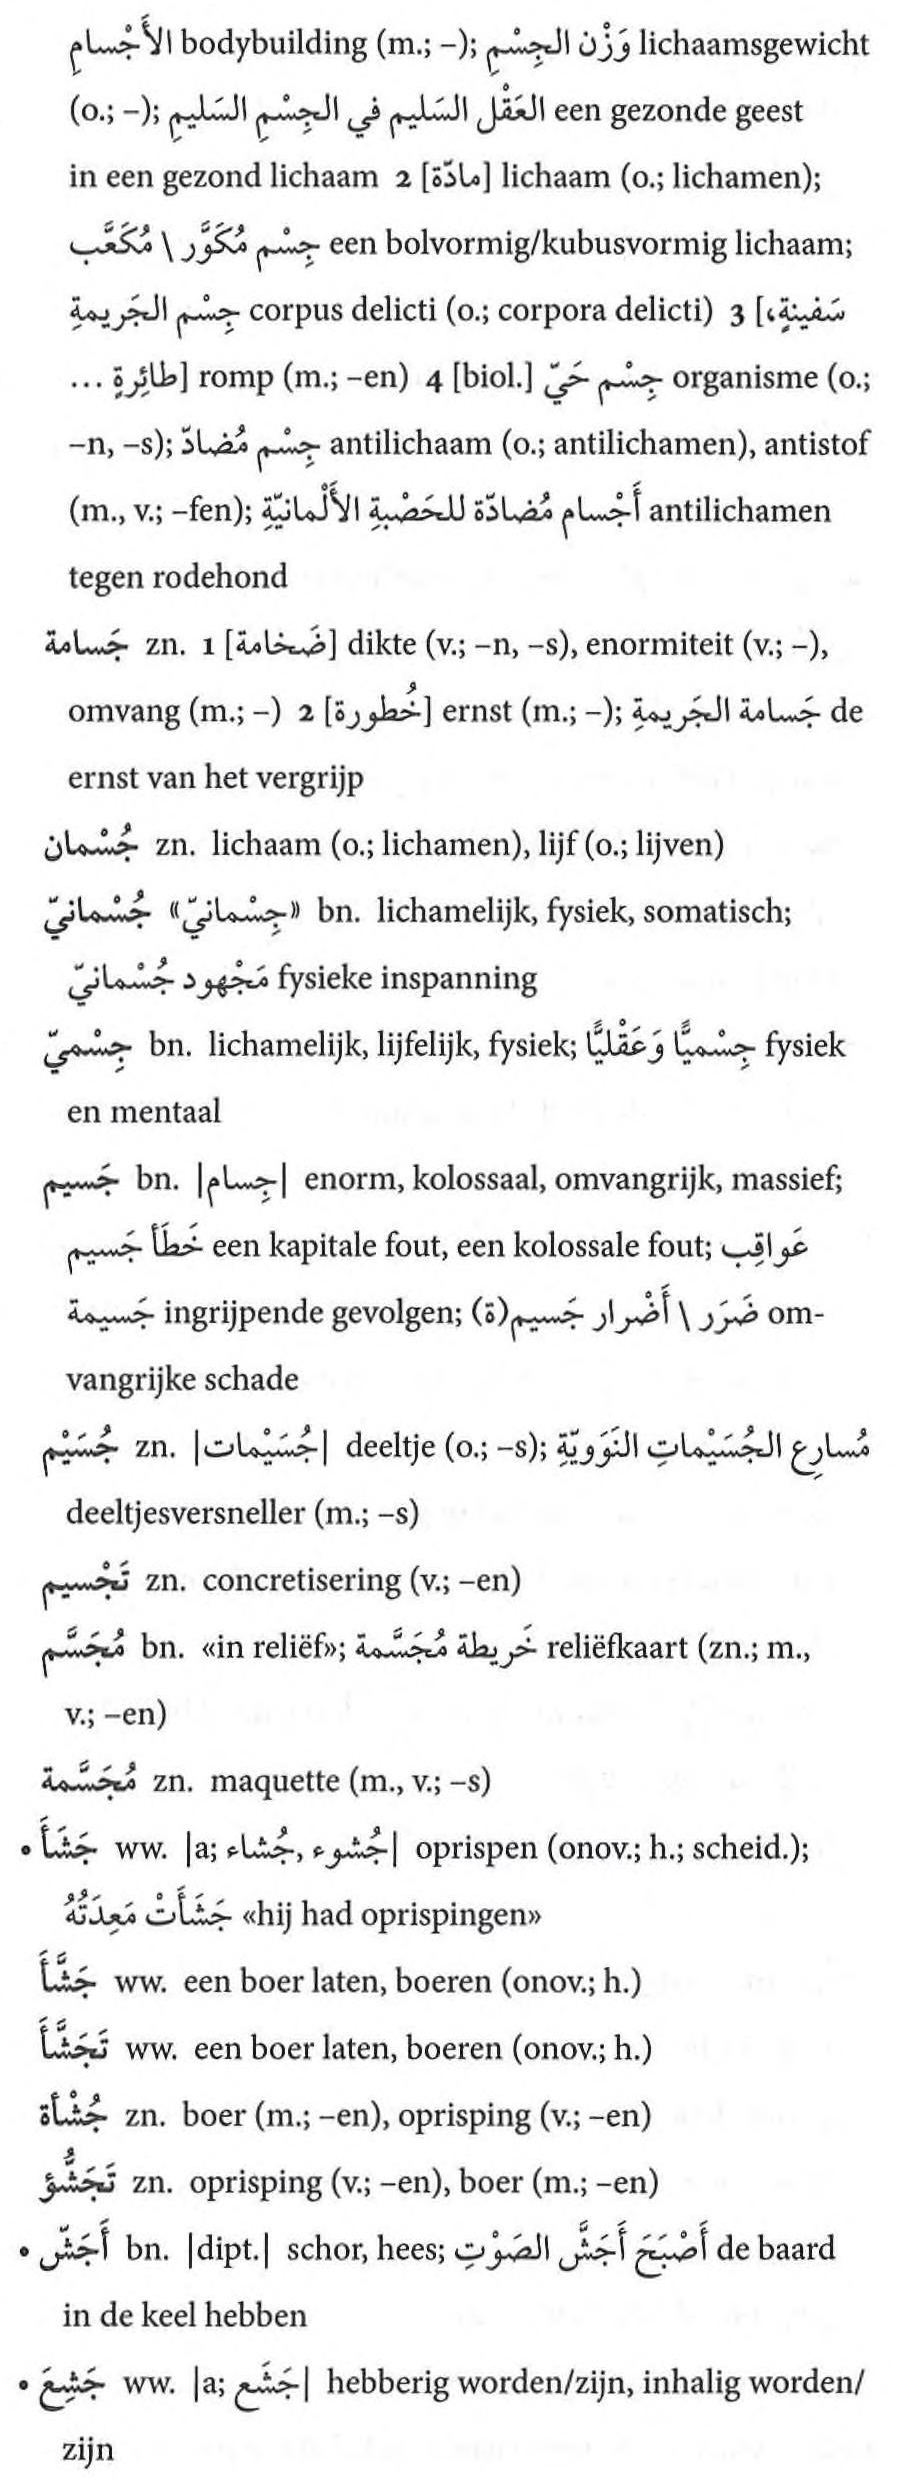 الأَجْسامِ bodybuilding (m.; –); وَزْن الجِسْمِ lichaamsgewicht
(o.; –); العَقْل السَليم في الجِسْمِ السَليمِ een gezonde geest
in een gezond lichaam 2 [مادّة] lichaam (o.; lichamen);
جِسْم مُكَوَّر \ مُكَعَّب een bolvormig/kubusvormig lichaam;
جِسْم الجَريمةِ corpus delicti (o.; corpora delicti) 3 [سَفينةٍ،
طائِرةٍ ...] romp (m.; –en) 4 [biol.] جِسْم حَيّ organisme (o.;
–n, –s); جِسْم مُضادّ antilichaam (o.; antilichamen), antistof
(m., v.; –fen); أَجْسام مُضادّة للحَصْبةِ الأَلْمانيّةِ antilichamen
tegen rodehond
جَسامة zn. 1 [ضَخامة] dikte (v.; –n, –s), enormiteit (v.; –),
omvang (m.; –) 2 [خُطورة] ernst (m.; –); جَسامة الجَريمةِ de
ernst van het vergrijp
جُسْمان zn. lichaam (o.; lichamen), lijf (o.; lijven)
جُسْمانيّ «جِسْمانيّ» bn. lichamelijk, fysiek, somatisch;
مَجْهود جُسْمانيّ fysieke inspanning
جِسْميّ bn. lichamelijk, lijfelijk, fysiek; جِسْميًّا وَعَقْليًّا fysiek
en mentaal
جَسيم bn. |جِسام| enorm, kolossaal, omvangrijk, massief;
خَطَأ جَسيم een kapitale fout, een kolossale fout; عَواقِب
جَسيمة ingrijpende gevolgen; ضَرَر \ أَضْرار جَسيم(ة) om-
vangrijke schade
جُسَيْم zn. |جُسَيْمات| deeltje (o.; –s); مُسارِع الجُسَيْماتِ النَوَويّةِ
deeltjesversneller (m.; –s)
تَجْسيم zn. concretisering (v.; –en)
مُجَسَّم bn. «in reliëf»; خَريطة مُجَسَّمة reliëfkaart (zn.; m.,
v.; –en)
مُجَسَّمة zn. maquette (m., v.; –s)
• جَشَأَ ww. |a; جُشوء ,جُشاء| oprispen (onov.; h.; scheid.);
جَشَأَتْ مَعِدَتُهُ «hij had oprispingen»
جَشَّأَ ww. een boer laten, boeren (onov.; h.)
تَجَشَّأَ ww. een boer laten, boeren (onov.; h.)
جُشْأة zn. boer (m.; –en), oprisping (v.; –en)
تَجَشُّؤ zn. oprisping (v.; –en), boer (m.; –en)
• أَجَشّ bn. |dipt.| schor, hees; أَصْبَحَ أَجَشَّ الصَوْتِ de baard
in de keel hebben
• جَشِعَ ww. |a; جَشَع| hebberig worden/zijn, inhalig worden/
zijn